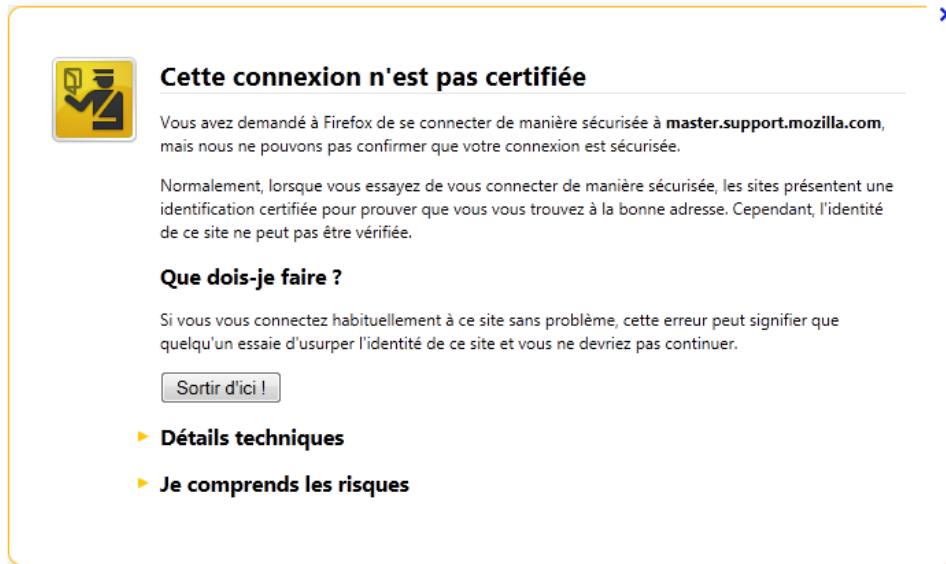 Cette connexion n'est pas certifiée
Vous avez demandé à Firefox de se connecter de manière sécurisée à master.support.mozilla.com,
mais nous ne pouvons pas confirmer que votre connexion est sécurisée.
Normalement, lorsque vous essayez de vous connecter de manière sécurisée, les sites présentent une
identification certifiée pour prouver que vous vous trouvez à la bonne adresse. Cependant, l'identité
de ce site ne peut pas être vérifiée.
Que dois-je faire ?
Si vous vous connectez habituellement à ce site sans problème, cette erreur peut signifier que
quelqu'un essaie d'usurper l'identité de ce site et vous ne devriez pas continuer.
Sortir d'ici !
Détails techniques
Je comprends les risques